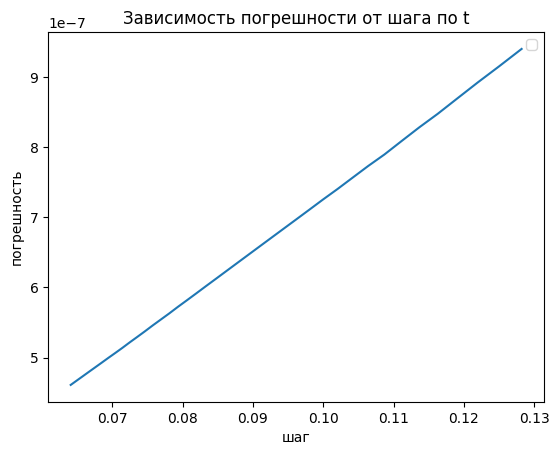 Зависимость погрешности от шага по t
1e−7
9
8
7
6
5
погрешность
0.07 0.08 0.09 0.10 0.11 0.12 0.13
шаг